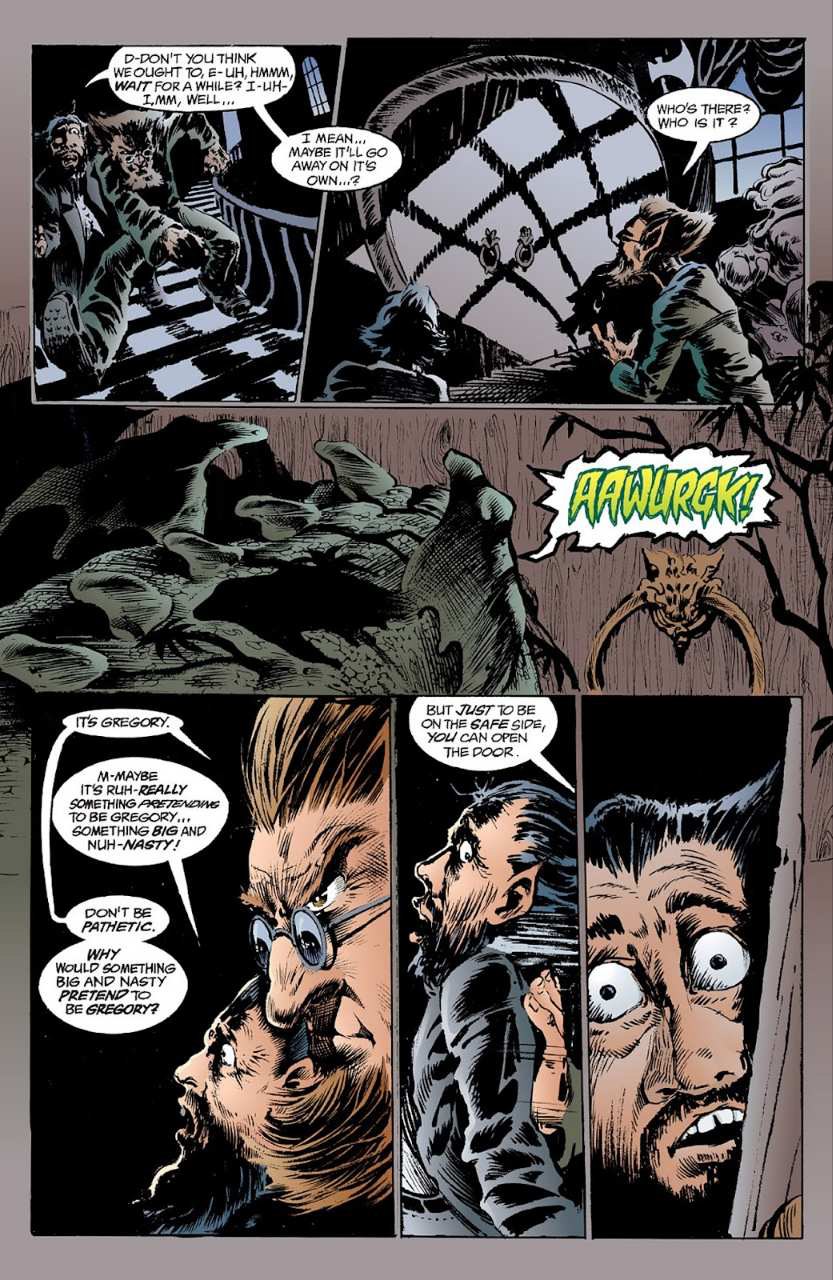 D-DON'T YOU THINK
WE OUGHT TO, E-UH, HMMM,
WAIT FOR A WHILE? I-UH-
I, MM, WELL...
I MEAN...
MAYBE IT'LL GO
AWAY ON IT'S
OWN...?
WHO'S THERE?
WHO IS IT?
AAWURGK!
IT'S GREGORY.
M-MAYBE
IT'S RUH-REALLY
SOMETHING PRETENDING
TO BE GREGORY...
SOMETHING BIG AND
NUH-NASTY!
DON'T BE
PATHETIC.
WHY
WOULD SOMETHING
BIG AND NASTY
PRETEND TO
BE GREGORY?
BUT JUST TO BE
ON THE SAFE SIDE,
YOU CAN OPEN
THE DOOR.